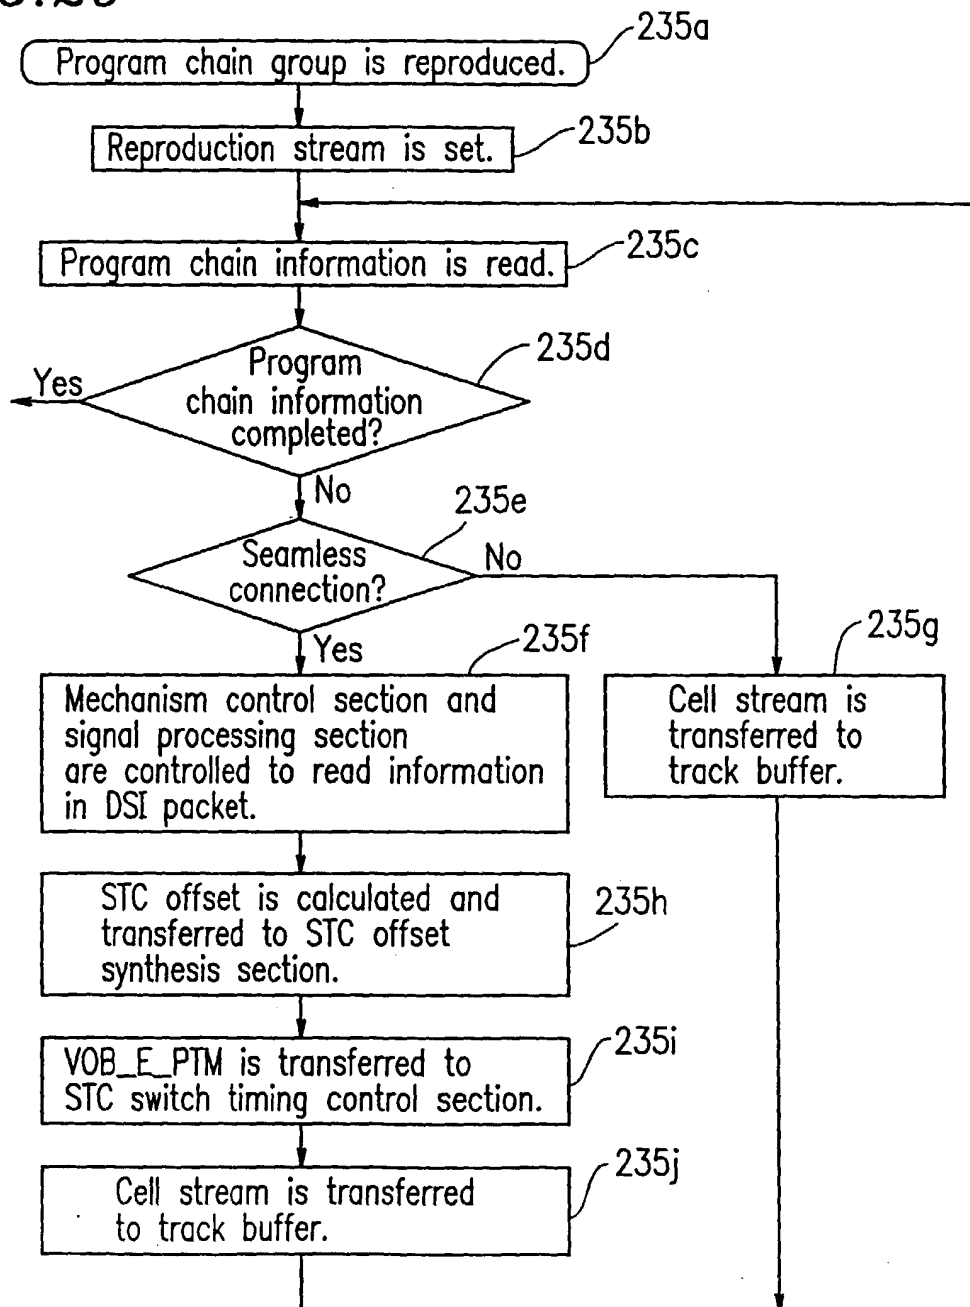 235a
Program chain group is reproduced.
235b
Reproduction stream is set.
235c
Program chain information is read.
235d
Program
chain information
completed?
Yes
No
235e
Seamless
connection?
No
Yes
235f
Mechanism control section and
signal processing section
are controlled to read information
in DSI packet.
235g
Cell stream is
transferred to
track buffer.
STC offset is calculated and
transferred to STC offset
synthesis section.
235h
VOB_E_PTM is transferred to
STC switch timing control section.
235i
Cell stream is transferred
to track buffer.
235j